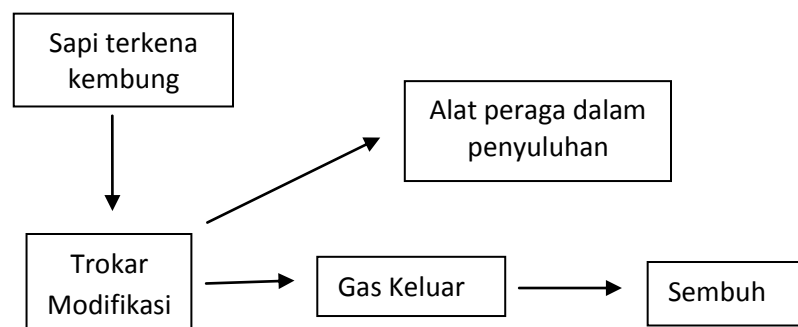 Sapi terkena
kembung
Alat peraga dalam
penyuluhan
Trokar
Modifikasi
Gas Keluar
Sembuh